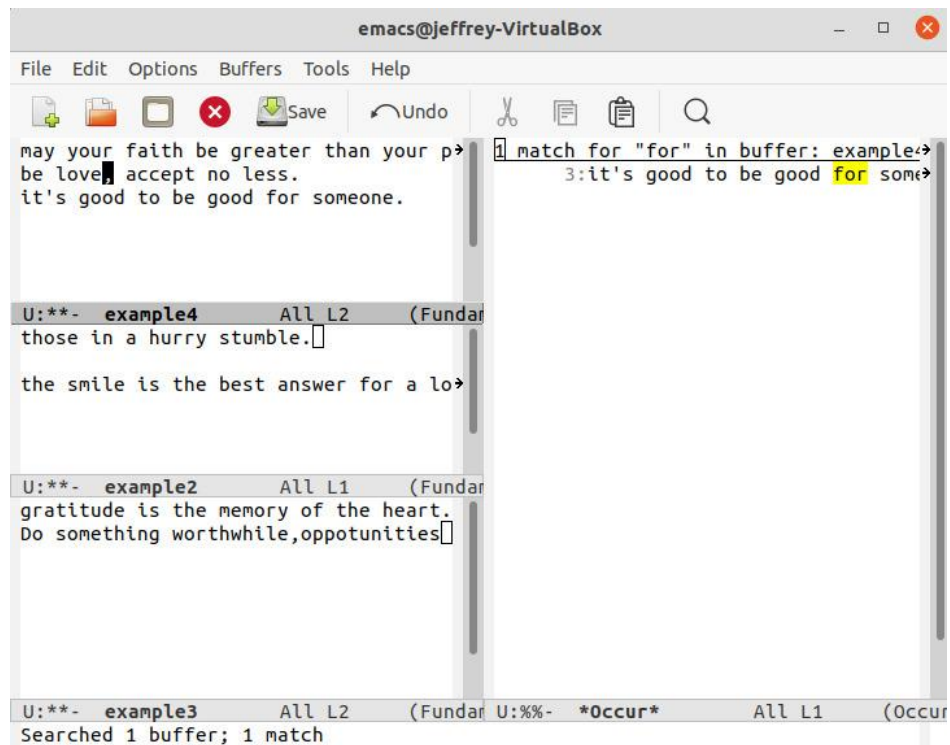 emacs@jeffrey-VirtualBox
File Edit Options Buffers Tools Help
Save Undo
may your faith be greater than your p
be love, accept no less.
it's good to be good for someone.
U:**- example4 All L2 (Fundam
those in a hurry stumble.
the smile is the best answer for a lo
U:**- example2 All L1 (Fundam
gratitude is the memory of the heart.
Do something worthwhile,oppotunities
U:**- example3 All L2 (Fundam
1 match for "for" in buffer: example4
3:it's good to be good for some
U:%%- *Occur* All L1 (Occur
Searched 1 buffer; 1 match